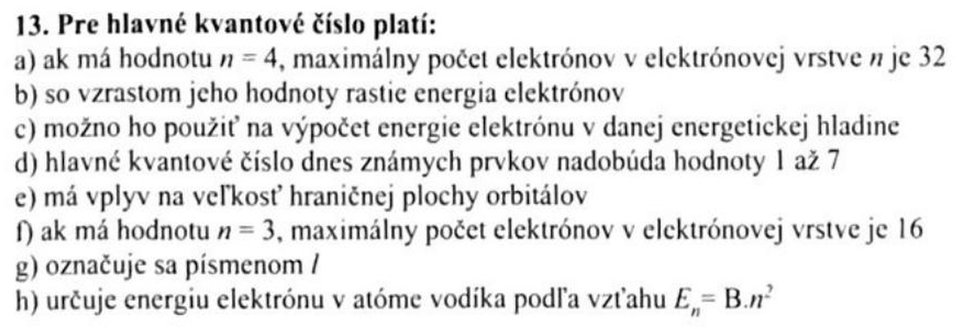 13. Pre hlavné kvantové číslo platí:
a) ak má hodnotu n = 4, maximálny počet elektrónov v elektrónovej vrstve n je 32
b) so vzrastom jeho hodnoty rastie energia elektrónov
c) možno ho použiť na výpočet energie elektrónu v danej energetickej hladine
d) hlavné kvantové číslo dnes známych prvkov nadobúda hodnoty 1 až 7
e) má vplyv na veľkosť hraničnej plochy orbitálov
f) ak má hodnotu n = 3, maximálny počet elektrónov v elektrónovej vrstve je 16
g) označuje sa písmenom l
h) určuje energiu elektrónu v atóme vodíka podľa vzťahu Eₙ = B.n²